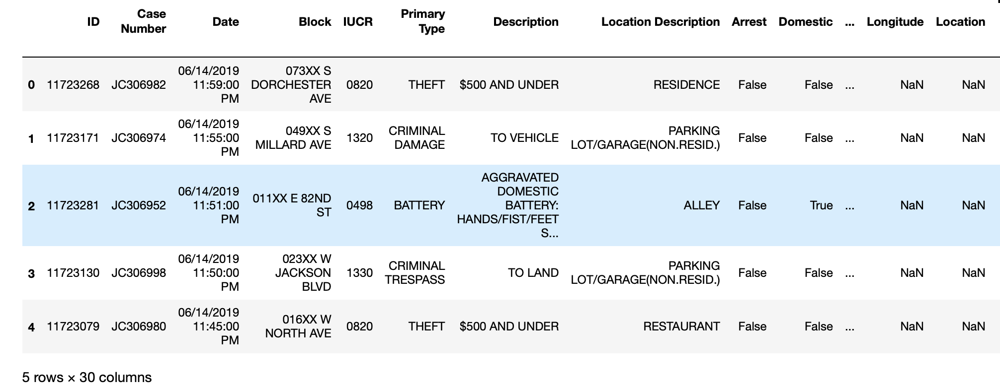 ID Case Number Date Block IUCR Primary Type Description Location Description Arrest Domestic ... Longitude Location
0 11723268 JC306982 06/14/2019 11:59:00 PM 073XX S DORCHESTER AVE 0820 THEFT $500 AND UNDER RESIDENCE False False ... NaN NaN
1 11723171 JC306974 06/14/2019 11:55:00 PM 049XX S MILLARD AVE 1320 CRIMINAL DAMAGE TO VEHICLE PARKING LOT/GARAGE(NON.RESID.) False False ... NaN NaN
2 11723281 JC306952 06/14/2019 11:51:00 PM 011XX E 82ND ST 0498 BATTERY AGGRAVATED DOMESTIC BATTERY: HANDS/FIST/FEET S... ALLEY False True ... NaN NaN
3 11723130 JC306998 06/14/2019 11:50:00 PM 023XX W JACKSON BLVD 1330 CRIMINAL TRESPASS TO LAND PARKING LOT/GARAGE(NON.RESID.) False False ... NaN NaN
4 11723079 JC306980 06/14/2019 11:45:00 PM 016XX W NORTH AVE 0820 THEFT $500 AND UNDER RESTAURANT False False ... NaN NaN
5 rows × 30 columns